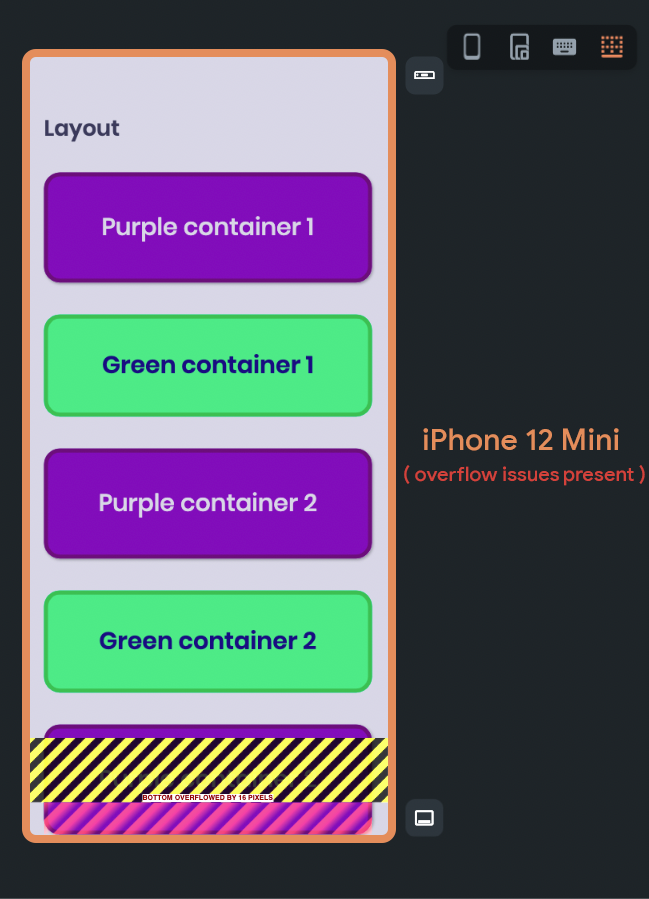 Layout
Purple container 1
Green container 1
iPhone 12 Mini
( overflow issues present )
Purple container 2
Green container 2
BOTTOM OVERFLOWED BY 16 PIXELS